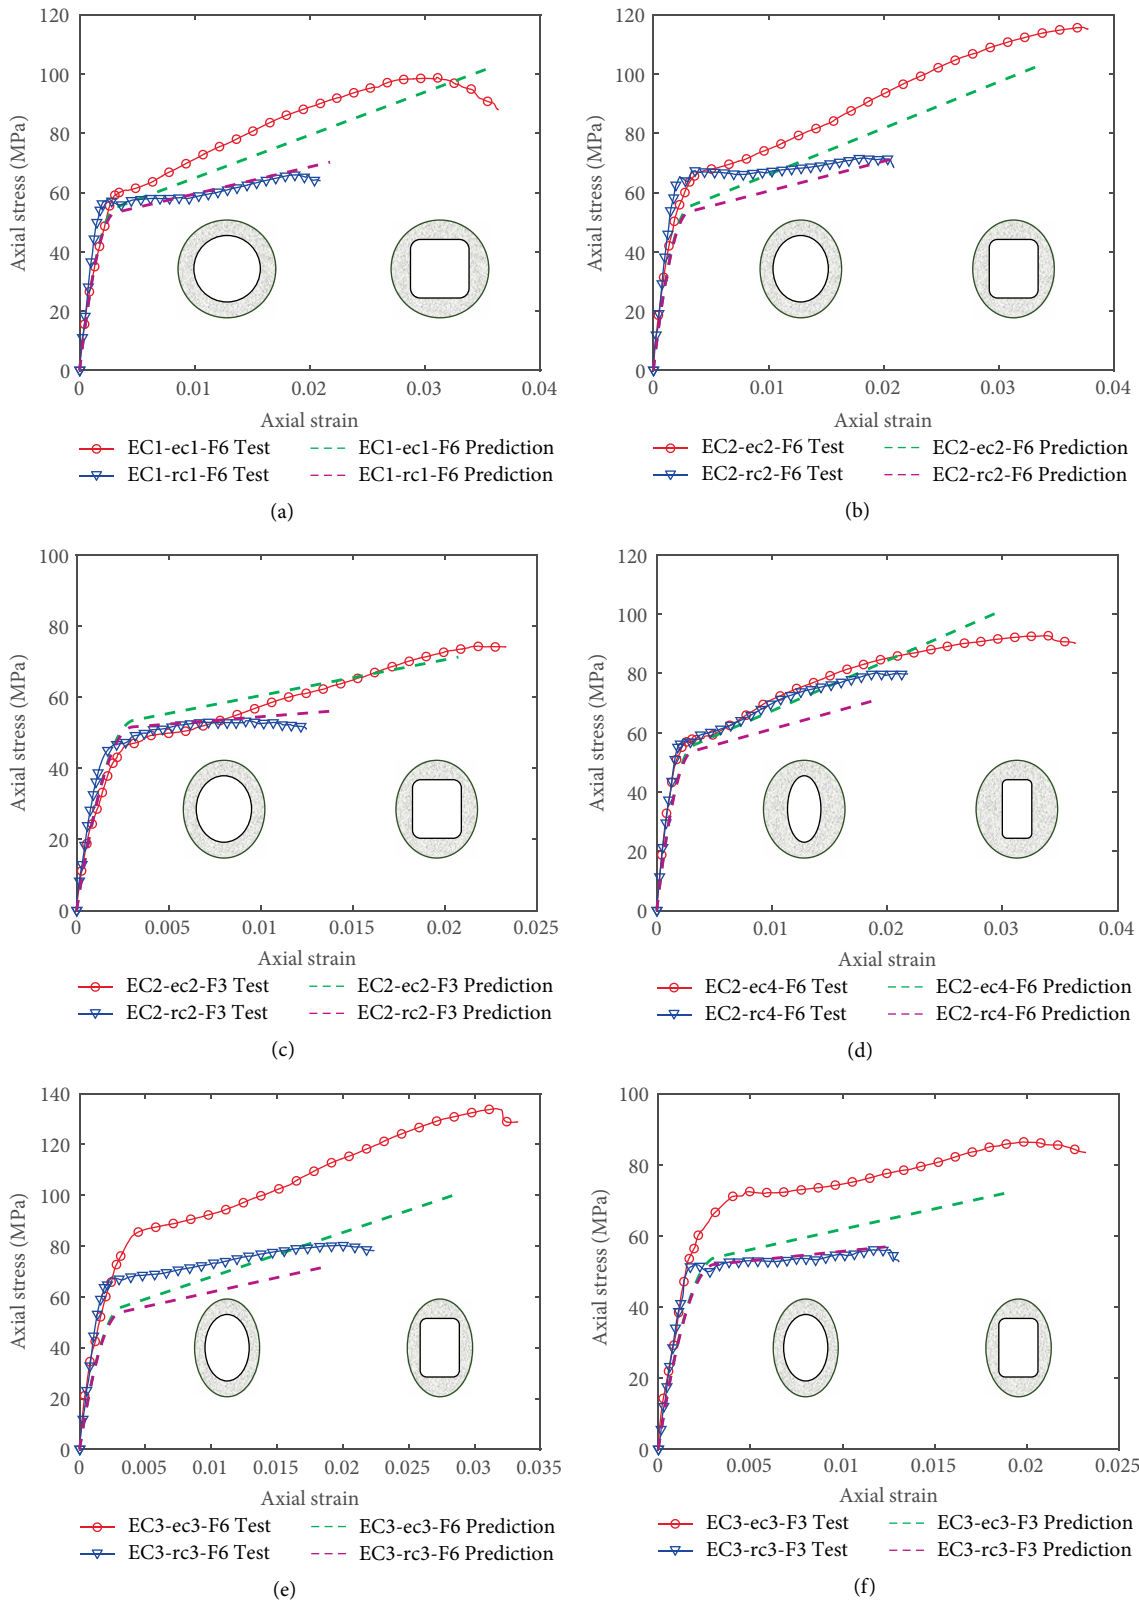 120
100
80
60
40
20
0
Axial stress (MPa)
0 0.01 0.02 0.03 0.04
Axial strain
EC1-ec1-F6 Test EC1-ec1-F6 Prediction
EC1-rc1-F6 Test EC1-rc1-F6 Prediction
(a)
120
100
80
60
40
20
0
Axial stress (MPa)
0 0.01 0.02 0.03 0.04
Axial strain
EC2-ec2-F6 Test EC2-ec2-F6 Prediction
EC2-rc2-F6 Test EC2-rc2-F6 Prediction
(b)
100
80
60
40
20
0
Axial stress (MPa)
0 0.005 0.01 0.015 0.02 0.025
Axial strain
EC2-ec2-F3 Test EC2-ec2-F3 Prediction
EC2-rc2-F3 Test EC2-rc2-F3 Prediction
(c)
120
100
80
60
40
20
0
Axial stress (MPa)
0 0.01 0.02 0.03 0.04
Axial strain
EC2-ec4-F6 Test EC2-ec4-F6 Prediction
EC2-rc4-F6 Test EC2-rc4-F6 Prediction
(d)
140
120
100
80
60
40
20
0
Axial stress (MPa)
0 0.005 0.01 0.015 0.02 0.025 0.03 0.035
Axial strain
EC3-ec3-F6 Test EC3-ec3-F6 Prediction
EC3-rc3-F6 Test EC3-rc3-F6 Prediction
(e)
100
80
60
40
20
0
Axial stress (MPa)
0 0.005 0.01 0.015 0.02 0.025
Axial strain
EC3-ec3-F3 Test EC3-ec3-F3 Prediction
EC3-rc3-F3 Test EC3-rc3-F3 Prediction
(f)